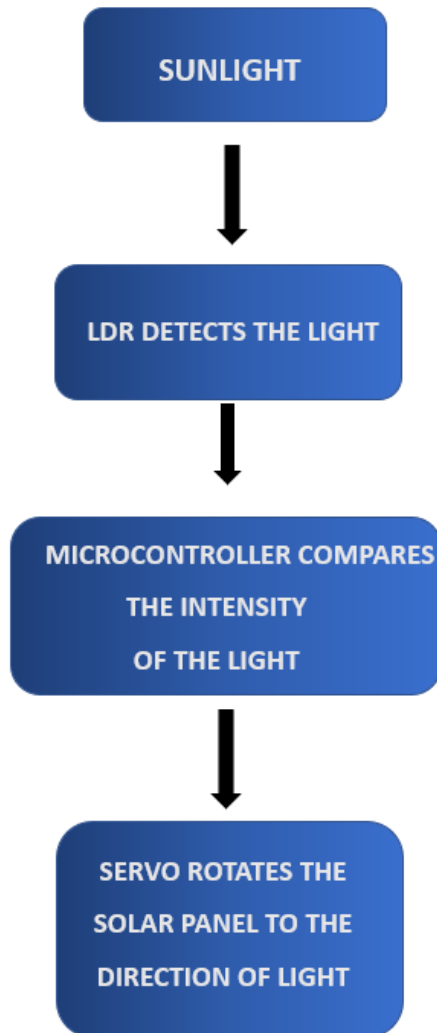 SUNLIGHT
LDR DETECTS THE LIGHT
MICROCONTROLLER COMPARES
THE INTENSITY
OF THE LIGHT
SERVO ROTATES THE
SOLAR PANEL TO THE
DIRECTION OF LIGHT